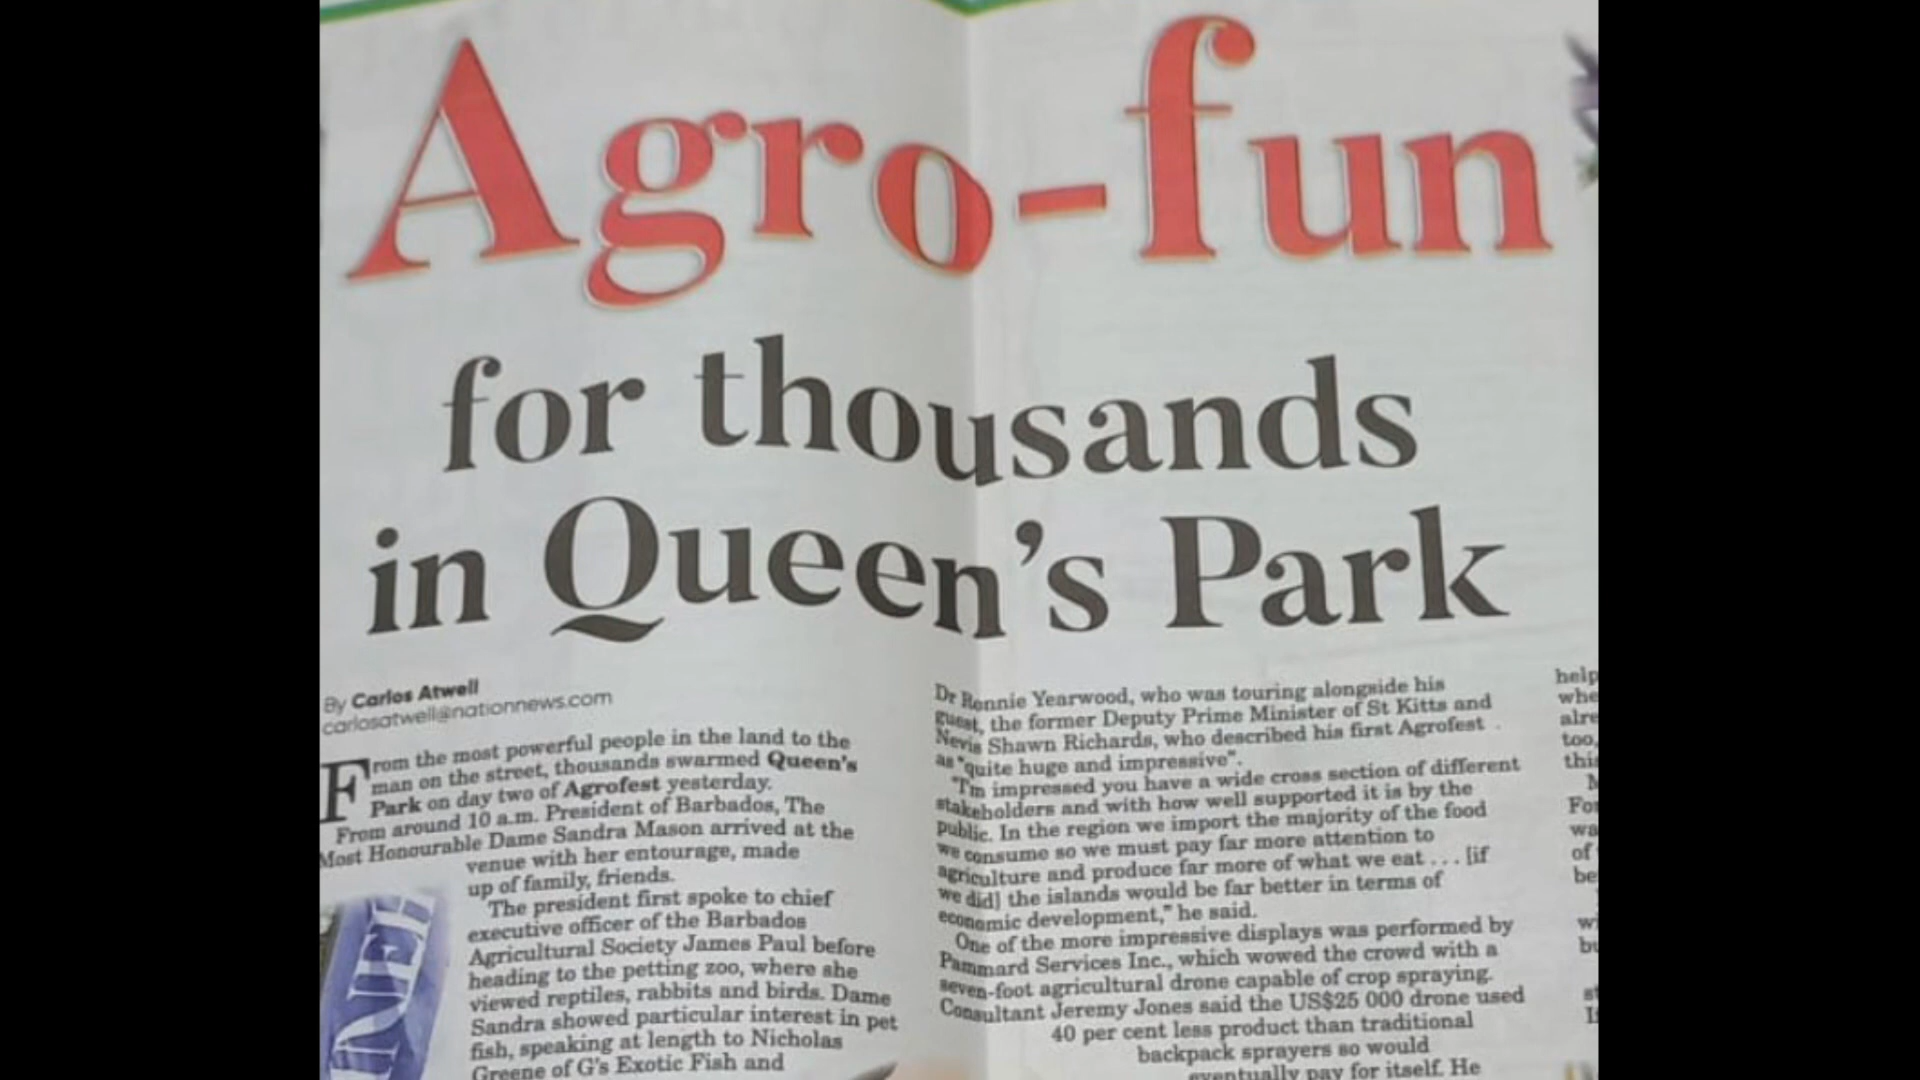 Agro-fun
for thousands
in Queen's Park
By Carlos Atwell
carlosatwell@nationnews.com
From the most powerful people in the land to the
man on the street, thousands swarmed Queen's
Park on day two of Agrofest yesterday.
From around 10 a.m. President of Barbados, The
Most Honourable Dame Sandra Mason arrived at the
venue with her entourage, made
up of family, friends.
The president first spoke to chief
executive officer of the Barbados
Agricultural Society James Paul before
heading to the petting zoo, where she
viewed reptiles, rabbits and birds. Dame
Sandra showed particular interest in pet
fish, speaking at length to Nicholas
Greene of G's Exotic Fish and
Dr Ronnie Yearwood, who was touring alongside his
guest, the former Deputy Prime Minister of St Kitts and
Nevis Shawn Richards, who described his first Agrofest
as "quite huge and impressive".
"I'm impressed you have a wide cross section of different
stakeholders and with how well supported it is by the
public. In the region we import the majority of the food
we consume so we must pay far more attention to
agriculture and produce far more of what we eat . . . [if
we did] the islands would be far better in terms of
economic development," he said.
One of the more impressive displays was performed by
Pammard Services Inc., which wowed the crowd with a
seven-foot agricultural drone capable of crop spraying.
Consultant Jeremy Jones said the US$25 000 drone used
40 per cent less product than traditional
backpack sprayers so would
eventually pay for itself. He
help
too,
of
be